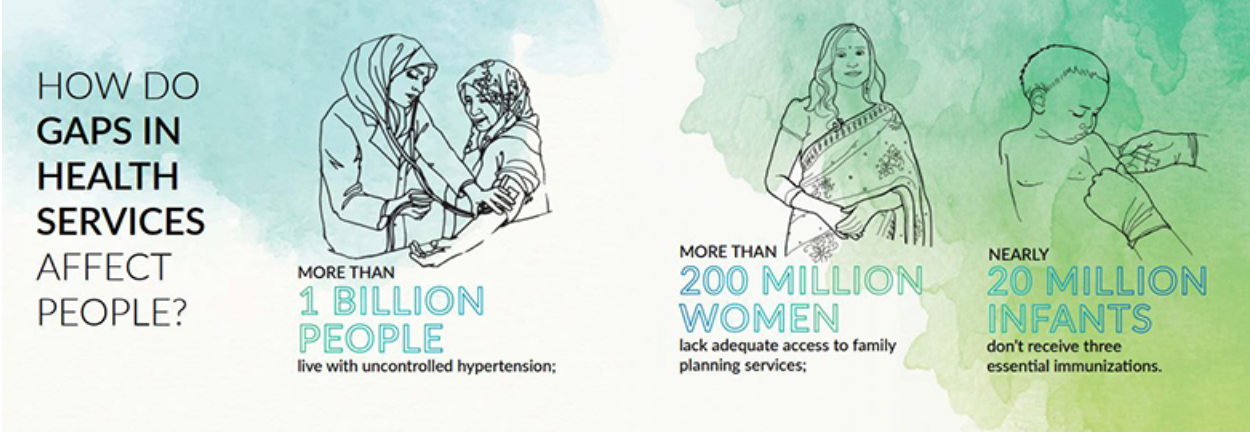 HOW DO
GAPS IN
HEALTH
SERVICES
AFFECT
PEOPLE?
MORE THAN
1 BILLION
PEOPLE
live with uncontrolled hypertension;
MORE THAN
200 MILLION
WOMEN
lack adequate access to family
planning services;
NEARLY
20 MILLION
INFANTS
don't receive three
essential immunizations.